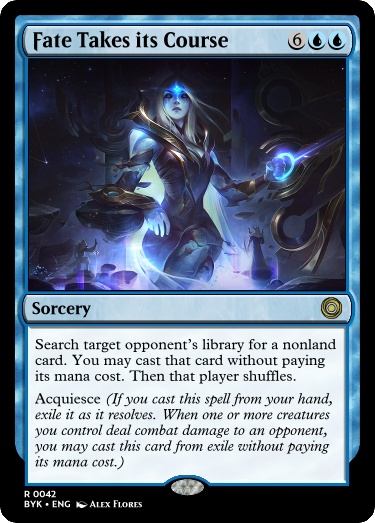 Fate Takes its Course 6
Sorcery
Search target opponent's library for a nonland
card. You may cast that card without paying
its mana cost. Then that player shuffles.
Acquiesce (If you cast this spell from your hand,
exile it as it resolves. When one or more creatures
you control deal combat damage to an opponent,
you may cast this card from exile without paying
its mana cost.)
R 0042
BYK • ENG Alex Flores